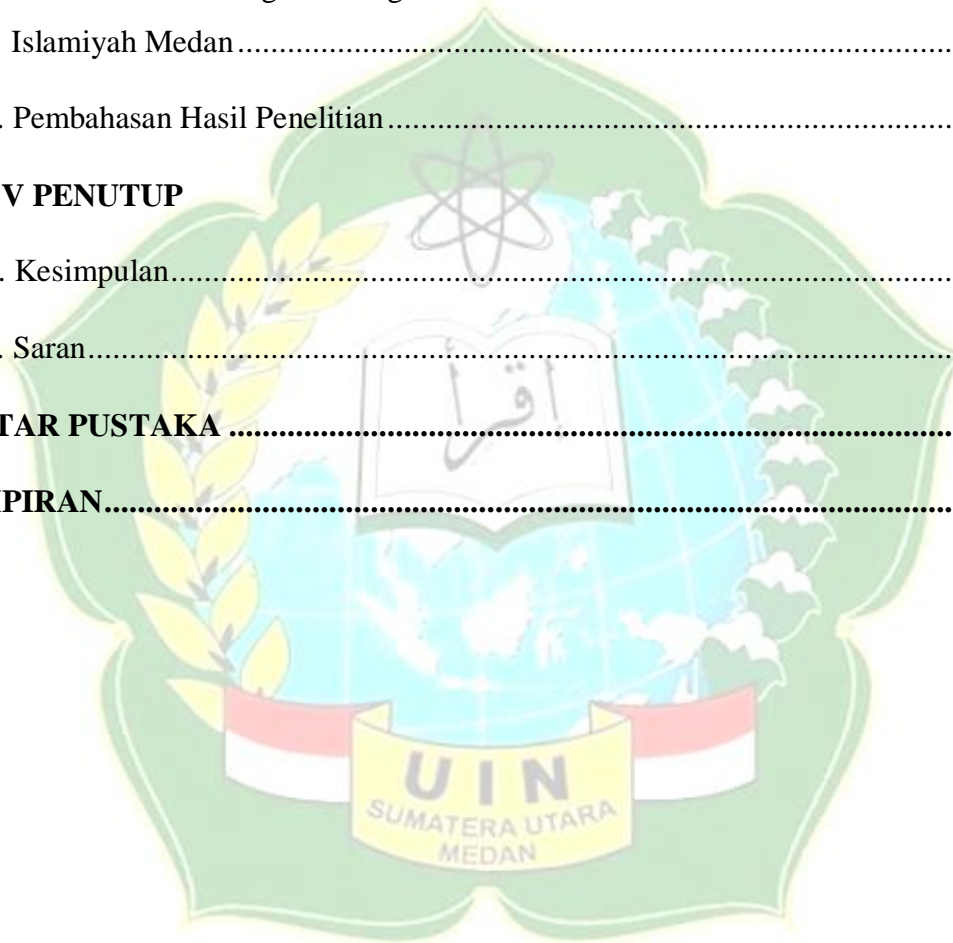 Islamiyah Medan ................................................................................
. Pembahasan Hasil Penelitian ................................................................................
V PENUTUP
. Kesimpulan ................................................................................
. Saran ................................................................................
TAR PUSTAKA ................................................................................
PIRAN ................................................................................
اقرأ
UIN
SUMATERA UTARA
MEDAN